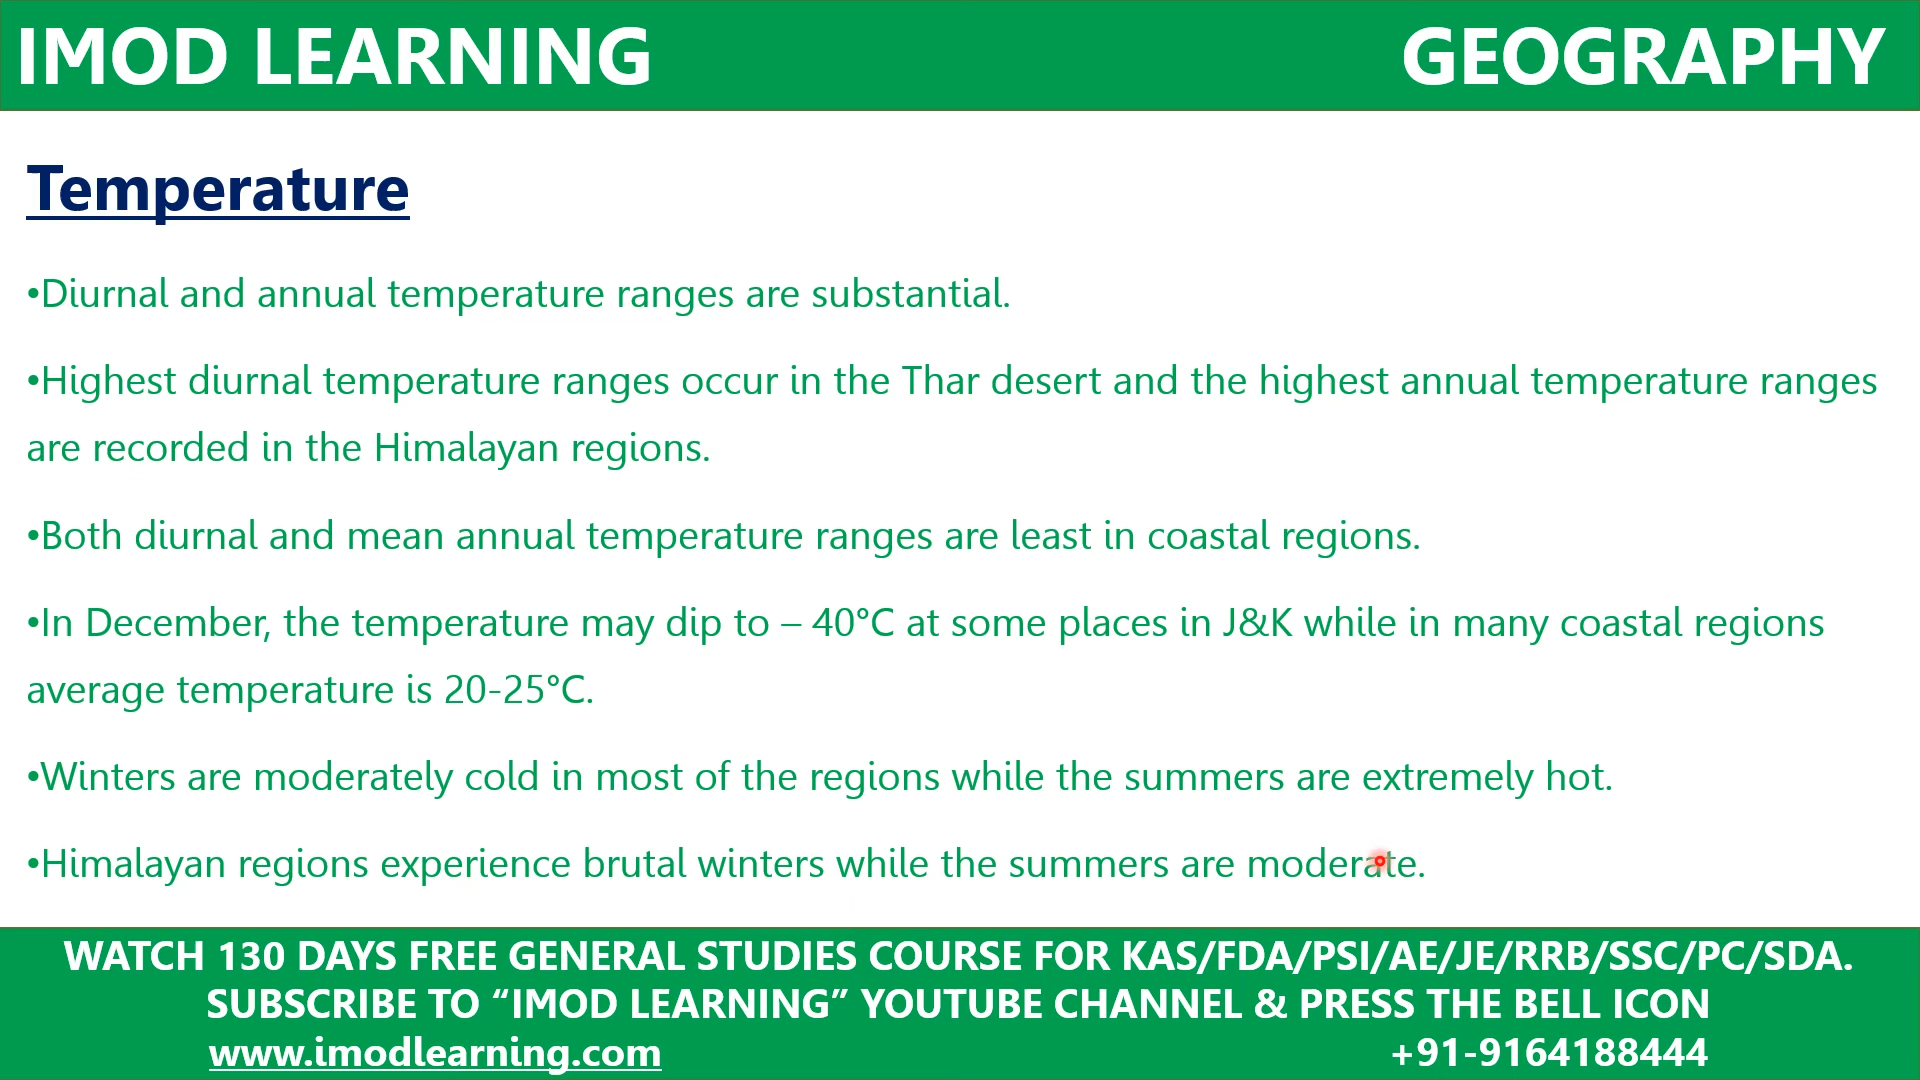 IMOD LEARNING GEOGRAPHY
Temperature
•Diurnal and annual temperature ranges are substantial.
•Highest diurnal temperature ranges occur in the Thar desert and the highest annual temperature ranges
are recorded in the Himalayan regions.
•Both diurnal and mean annual temperature ranges are least in coastal regions.
•In December, the temperature may dip to – 40°C at some places in J&K while in many coastal regions
average temperature is 20-25°C.
•Winters are moderately cold in most of the regions while the summers are extremely hot.
•Himalayan regions experience brutal winters while the summers are moderate.
WATCH 130 DAYS FREE GENERAL STUDIES COURSE FOR KAS/FDA/PSI/AE/JE/RRB/SSC/PC/SDA.
SUBSCRIBE TO “IMOD LEARNING” YOUTUBE CHANNEL & PRESS THE BELL ICON
www.imodlearning.com +91-9164188444